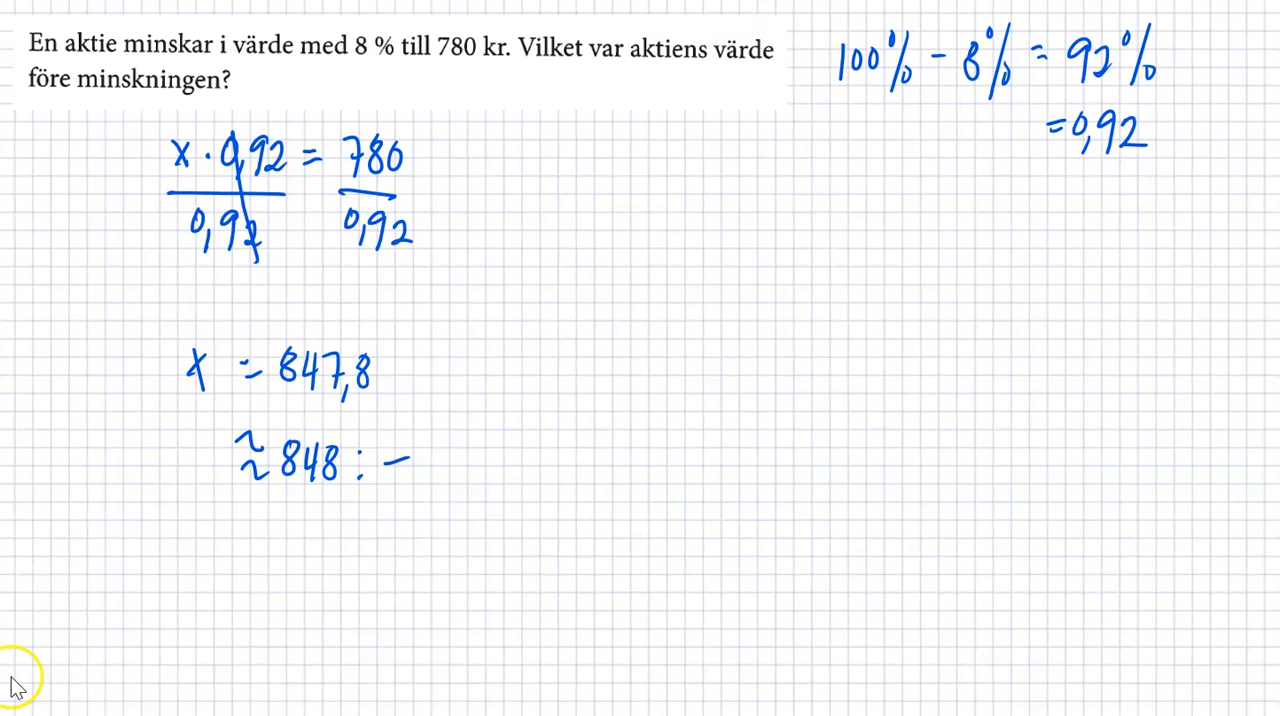 En aktie minskar i värde med 8 % till 780 kr. Vilket var aktiens värde
före minskningen?
100% - 8% = 92%
= 0,92
x · 0,92 = 780
0,92 0,92
x = 847,8
≈ 848 : -